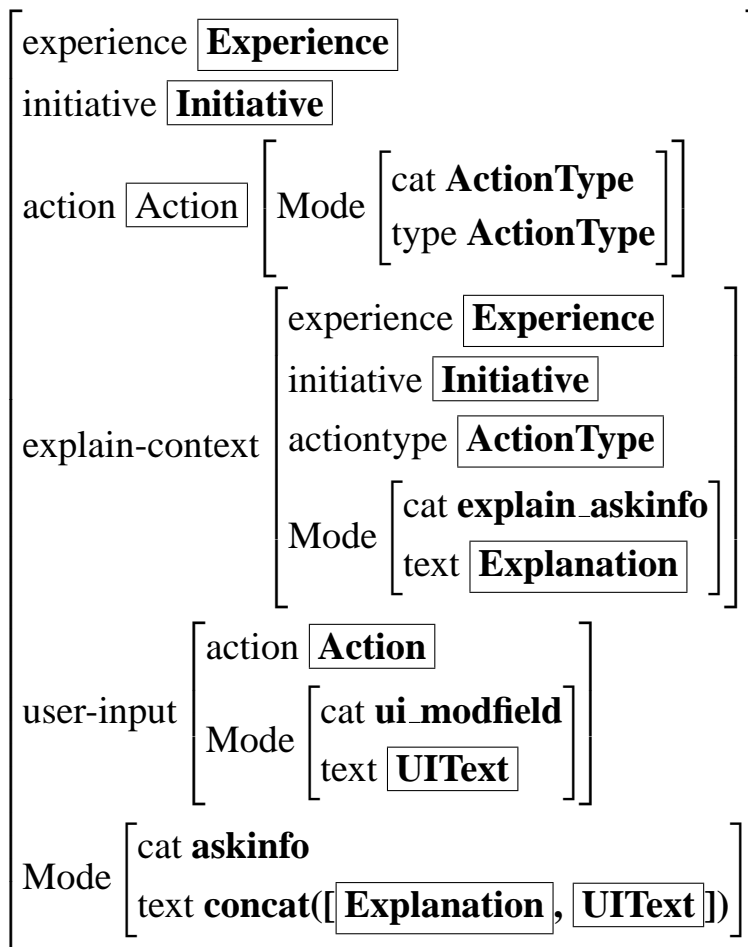 experience Experience
initiative Initiative
action Action Mode cat ActionType
type ActionType
explain-context experience Experience
initiative Initiative
actiontype ActionType
Mode cat explain_askinfo
text Explanation
user-input action Action
Mode cat ui_modfield
text UIText
Mode cat askinfo
text concat([Explanation, UIText])